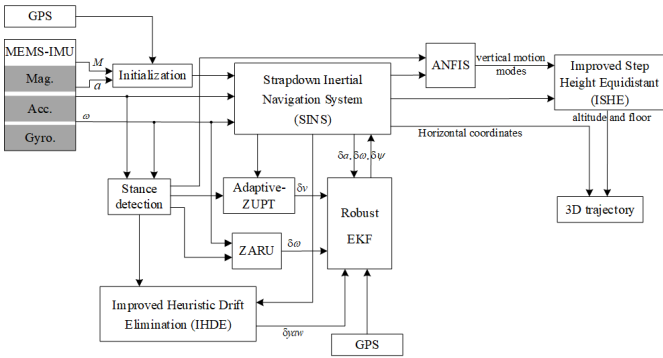 GPS
MEMS-IMU
Mag.
Acc.
Gyro.
M
a
ω
Initialization
Strapdown Inertial
Navigation System
(SINS)
ANFIS
vertical motion
modes
Improved Step
Height Equidistant
(ISHE)
altitude and floor
Horizontal coordinates
3D trajectory
Stance
detection
Adaptive-
ZUPT
δv
δa, δω, δψ
Robust
EKF
ZARU
δω
Improved Heuristic Drift
Elimination (IHDE)
δyaw
GPS